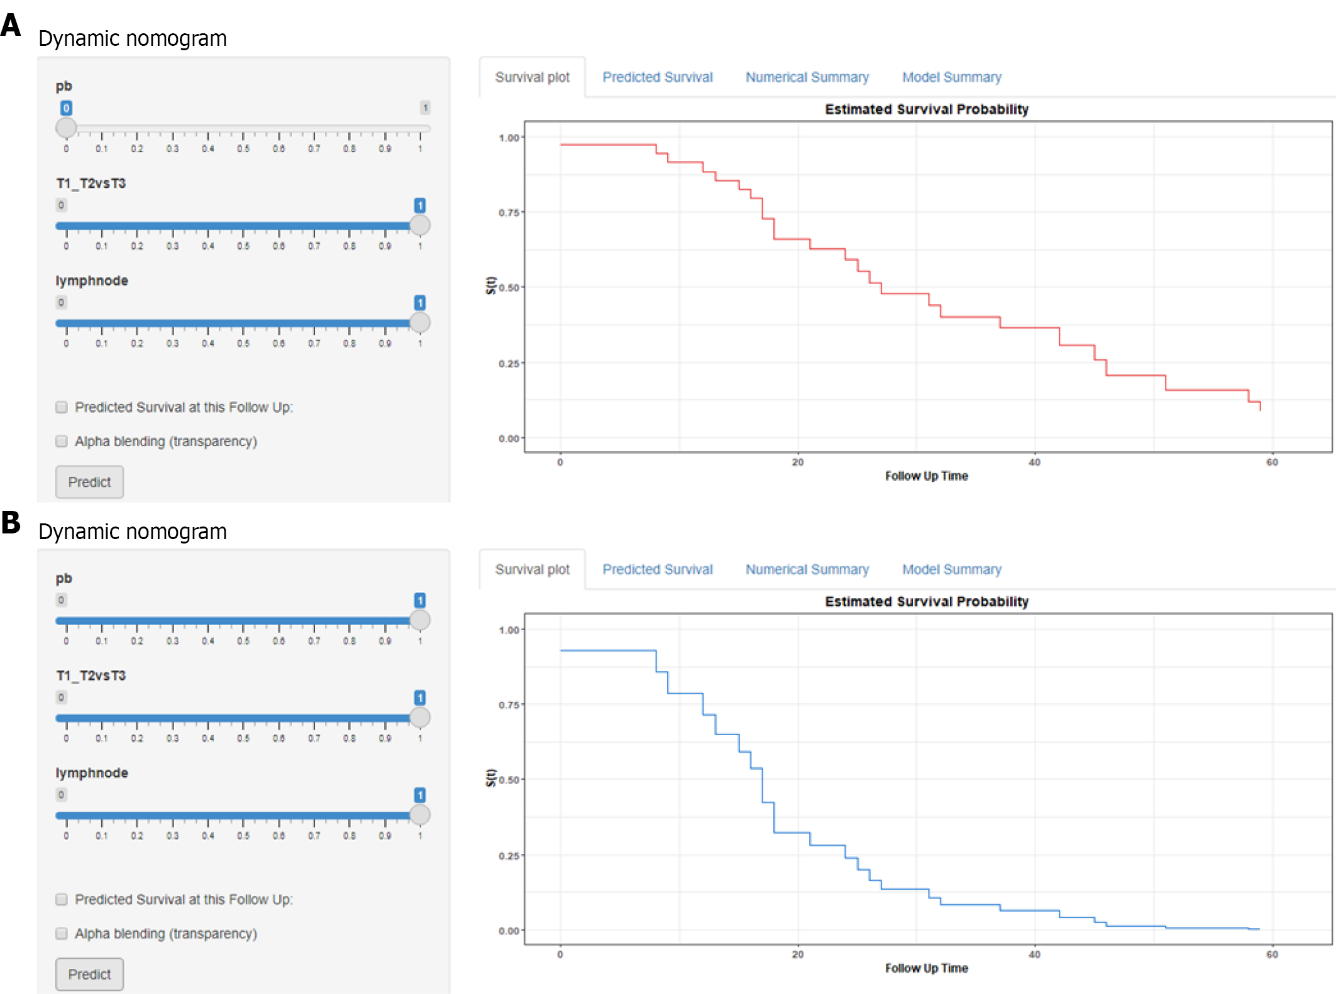 A
Dynamic nomogram
pb
0 1
0 0.1 0.2 0.3 0.4 0.5 0.6 0.7 0.8 0.9 1
T1_T2vsT3
0 1
0 0.1 0.2 0.3 0.4 0.5 0.6 0.7 0.8 0.9 1
lymphnode
0 1
0 0.1 0.2 0.3 0.4 0.5 0.6 0.7 0.8 0.9 1
Predicted Survival at this Follow Up:
Alpha blending (transparency)
Predict
Survival plot Predicted Survival Numerical Summary Model Summary
Estimated Survival Probability
1.00
0.75
0.50
0.25
0.00
S(t)
0 20 40 60
Follow Up Time
B
Dynamic nomogram
pb
0 1
0 0.1 0.2 0.3 0.4 0.5 0.6 0.7 0.8 0.9 1
T1_T2vsT3
0 1
0 0.1 0.2 0.3 0.4 0.5 0.6 0.7 0.8 0.9 1
lymphnode
0 1
0 0.1 0.2 0.3 0.4 0.5 0.6 0.7 0.8 0.9 1
Predicted Survival at this Follow Up:
Alpha blending (transparency)
Predict
Survival plot Predicted Survival Numerical Summary Model Summary
Estimated Survival Probability
1.00
0.75
0.50
0.25
0.00
S(t)
0 20 40 60
Follow Up Time